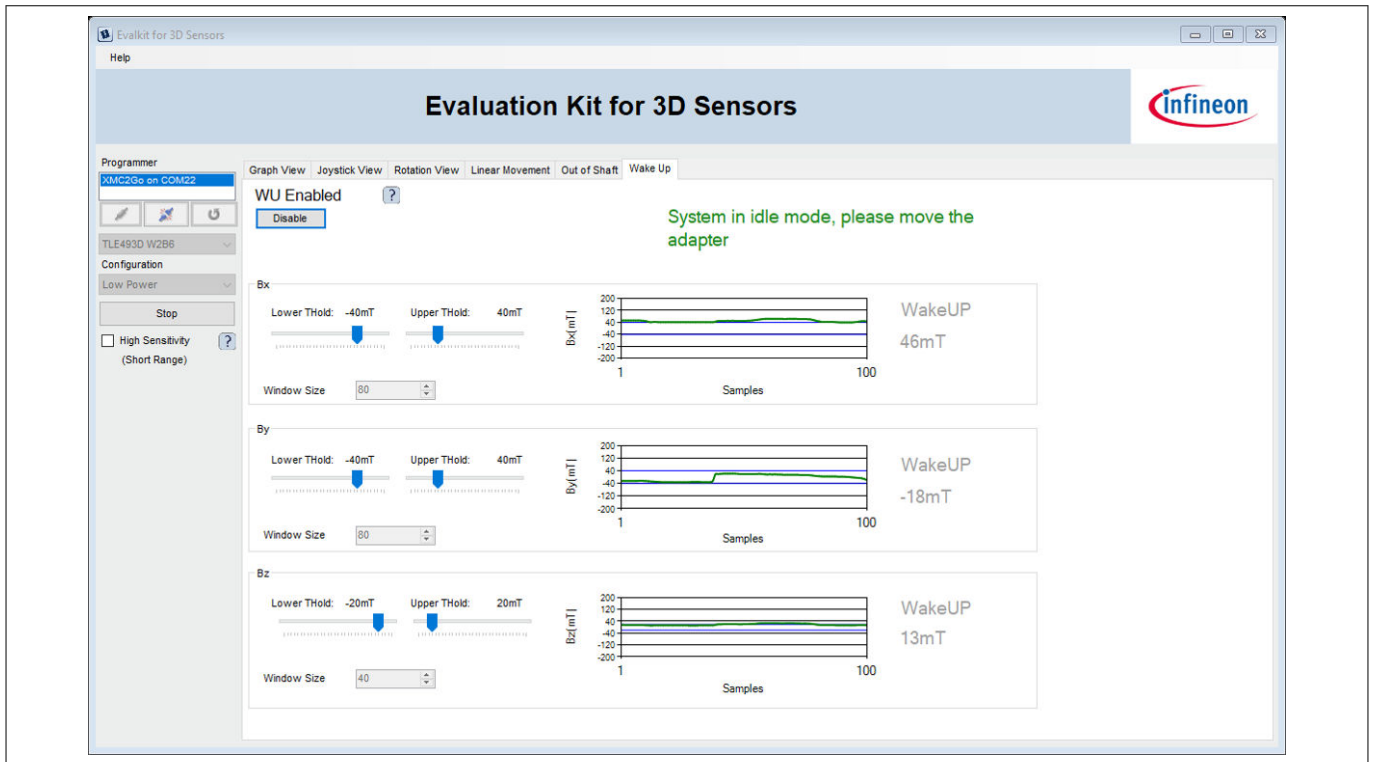 Evalkit for 3D Sensors
Help
Evaluation Kit for 3D Sensors
infineon
Programmer
XMC2Go on COM22
TLE493D W2B6
Configuration
Low Power
Stop
High Sensitivity ?
(Short Range)
Graph View Joystick View Rotation View Linear Movement Out of Shaft Wake Up
WU Enabled ?
Disable
System in idle mode, please move the
adapter
Bx
Lower THold: -40mT Upper THold: 40mT
Window Size 80
Bx[mT]
200
120
40
-40
-120
-200
1 100
Samples
WakeUP
46mT
By
Lower THold: -40mT Upper THold: 40mT
Window Size 80
By[mT]
200
120
40
-40
-120
-200
1 100
Samples
WakeUP
-18mT
Bz
Lower THold: -20mT Upper THold: 20mT
Window Size 40
Bz[mT]
200
120
40
-40
-120
-200
1 100
Samples
WakeUP
13mT